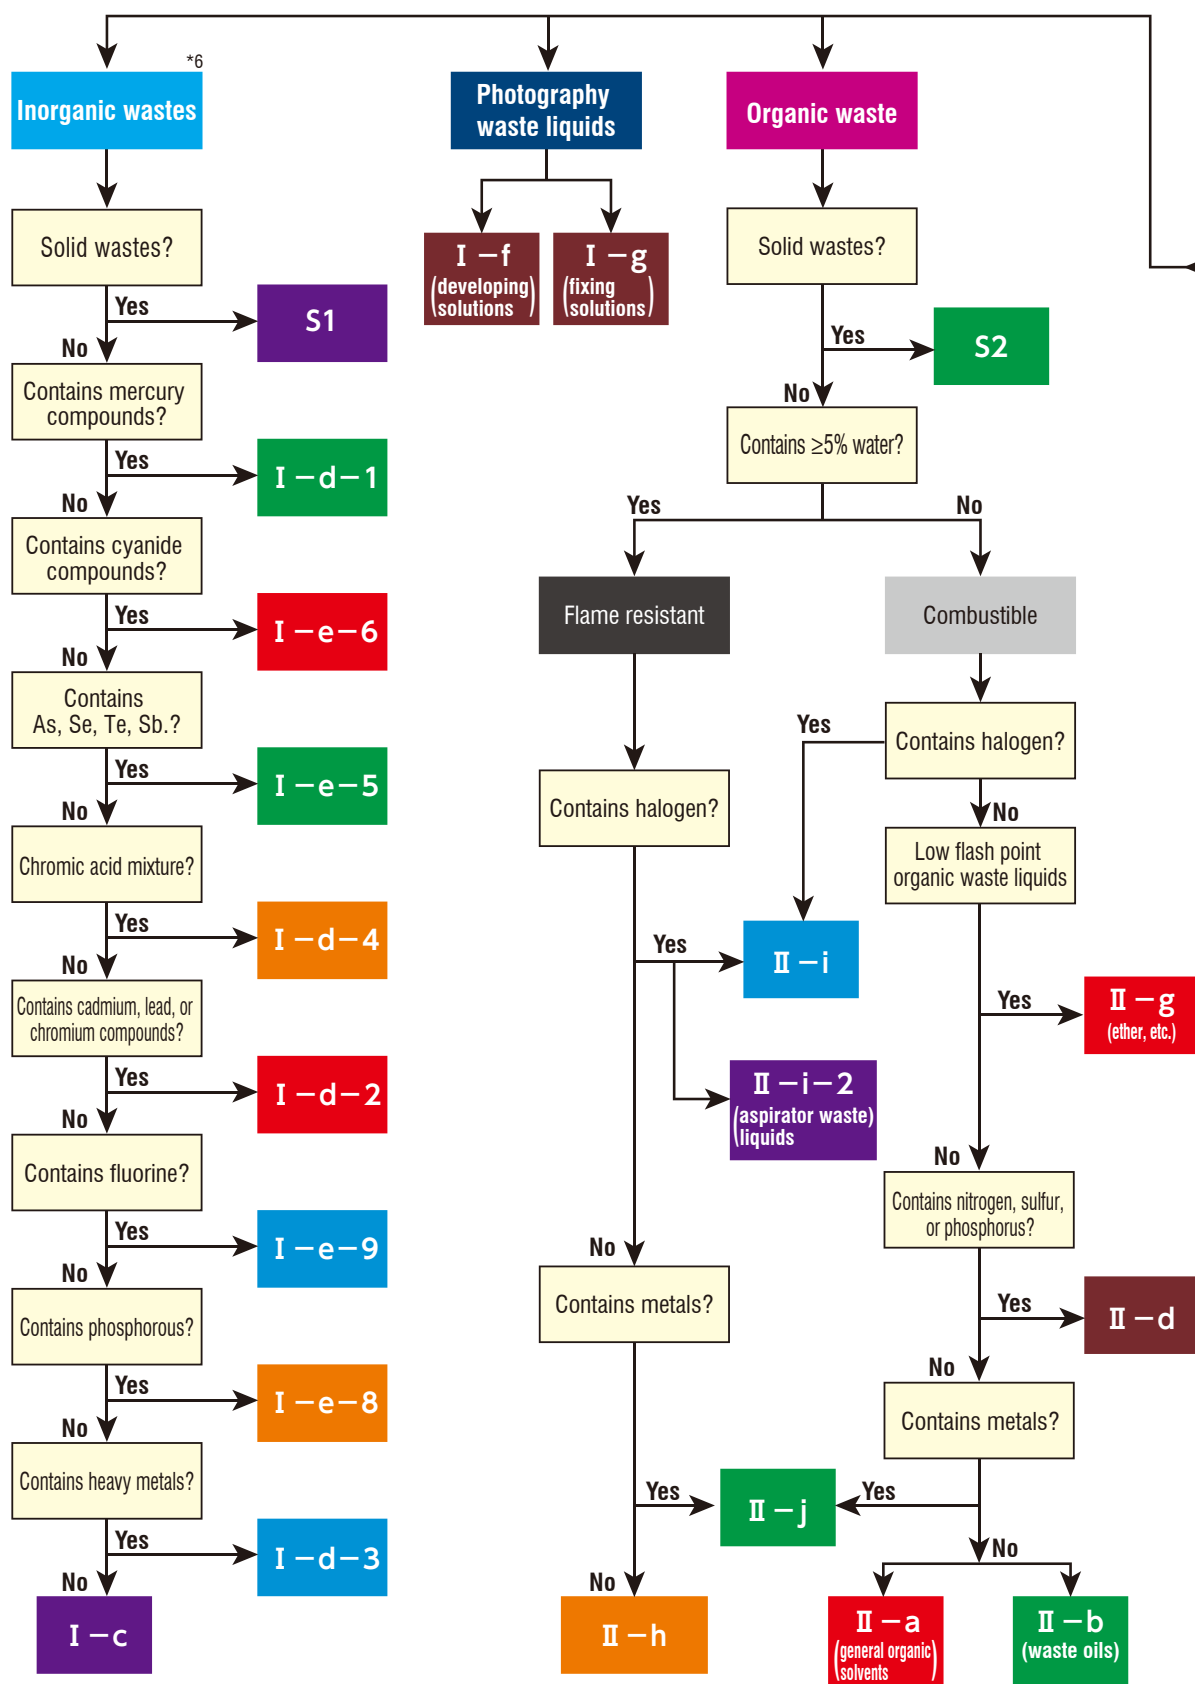 *6
Inorganic wastes
Solid wastes?
Yes
S1
No
Contains mercury
compounds?
Yes
I－d－1
No
Contains cyanide
compounds?
Yes
I－e－6
No
Contains
As, Se, Te, Sb.?
Yes
I－e－5
No
Chromic acid mixture?
Yes
I－d－4
No
Contains cadmium, lead, or
chromium compounds?
Yes
I－d－2
No
Contains fluorine?
Yes
I－e－9
No
Contains phosphorous?
Yes
I－e－8
No
Contains heavy metals?
Yes
I－d－3
No
I－c
Photography
waste liquids
I－f
(developing
solutions)
I－g
(fixing
solutions)
Organic waste
Solid wastes?
Yes
S2
No
Contains ≥5% water?
Yes
No
Flame resistant
Contains halogen?
Yes
II－i
II－i－2
(aspirator waste
liquids)
No
Contains metals?
Yes
II－j
No
II－h
Combustible
Contains halogen?
Yes
No
Low flash point
organic waste liquids
Yes
II－g
(ether, etc.)
No
Contains nitrogen, sulfur,
or phosphorus?
Yes
II－d
No
Contains metals?
Yes
No
II－a
(general organic
solvents)
II－b
(waste oils)